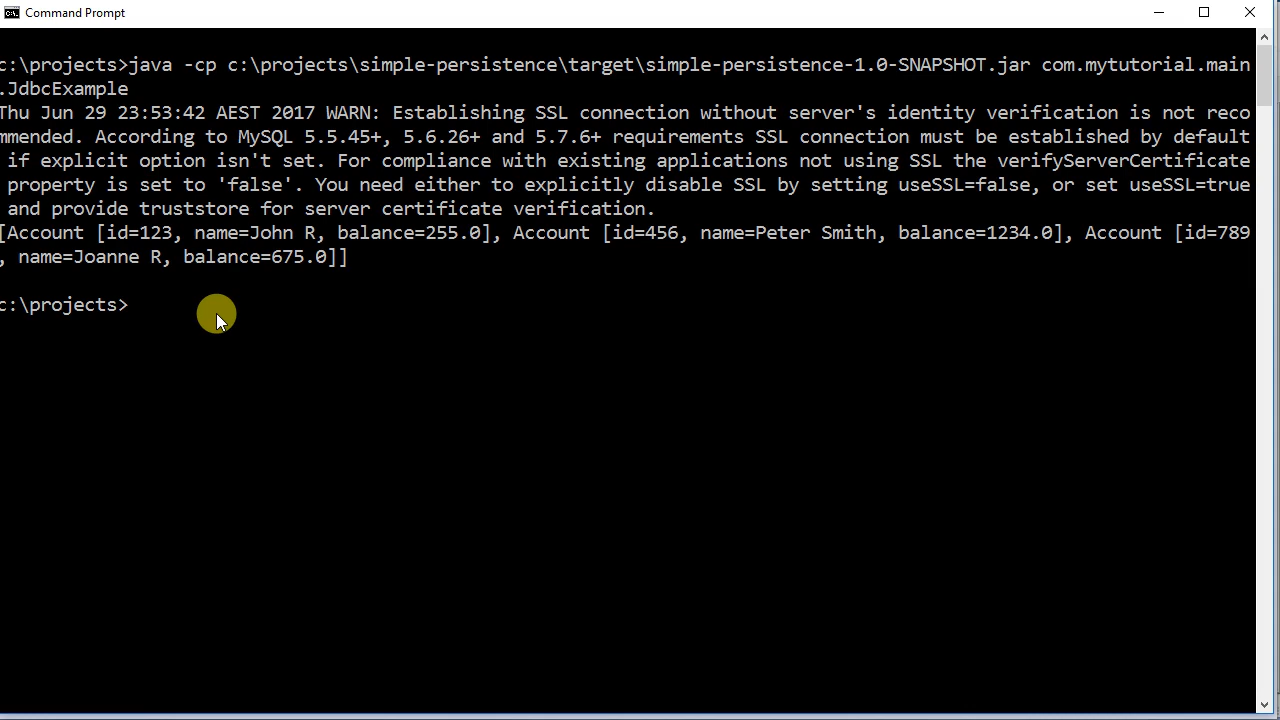 Command Prompt
c:\projects>java -cp c:\projects\simple-persistence\target\simple-persistence-1.0-SNAPSHOT.jar com.mytutorial.main
.JdbcExample
Thu Jun 29 23:53:42 AEST 2017 WARN: Establishing SSL connection without server's identity verification is not reco
mmended. According to MySQL 5.5.45+, 5.6.26+ and 5.7.6+ requirements SSL connection must be established by default
if explicit option isn't set. For compliance with existing applications not using SSL the verifyServerCertificate
property is set to 'false'. You need either to explicitly disable SSL by setting useSSL=false, or set useSSL=true
and provide truststore for server certificate verification.
[Account [id=123, name=John R, balance=255.0], Account [id=456, name=Peter Smith, balance=1234.0], Account [id=789
, name=Joanne R, balance=675.0]]
c:\projects>